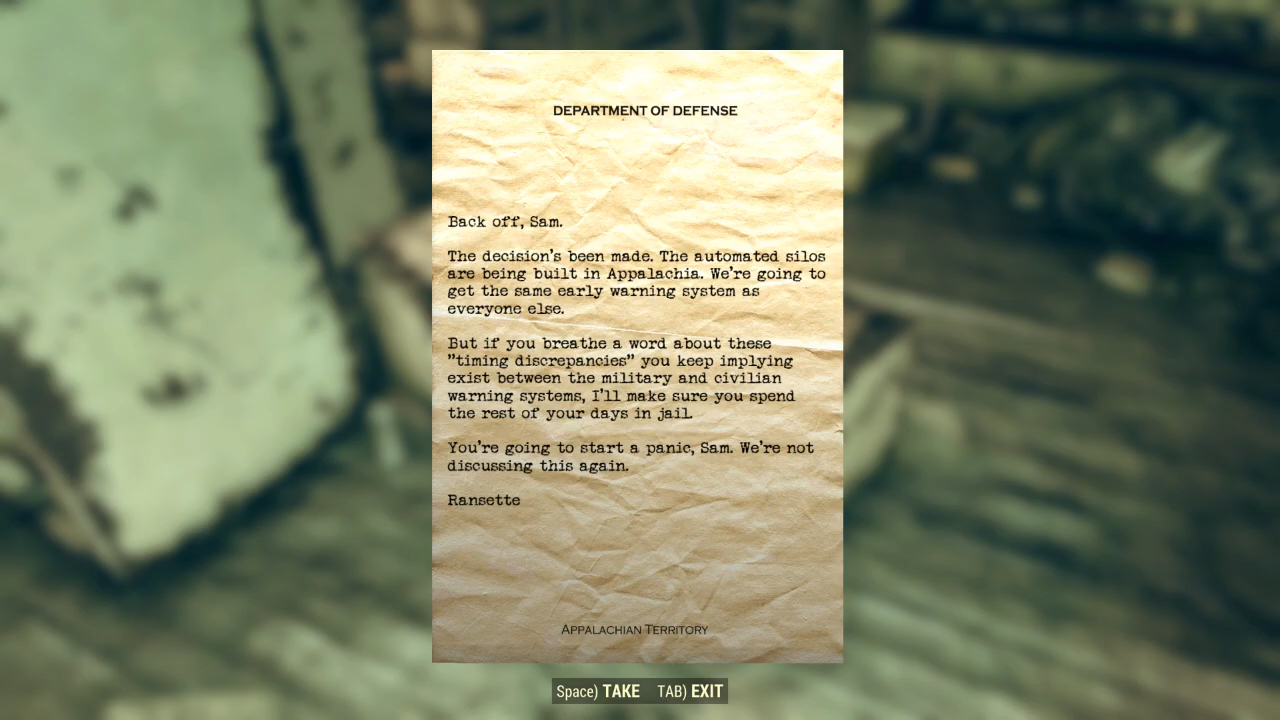 DEPARTMENT OF DEFENSE
Back off, Sam.
The decision's been made. The automated silos
are being built in Appalachia. We're going to
get the same early warning system as
everyone else.
But if you breathe a word about these
"timing discrepancies" you keep implying
exist between the military and civilian
warning systems, I'll make sure you spend
the rest of your days in jail.
You're going to start a panic, Sam. We're not
discussing this again.
Ransette
APPALACHIAN TERRITORY
Space) TAKE TAB) EXIT